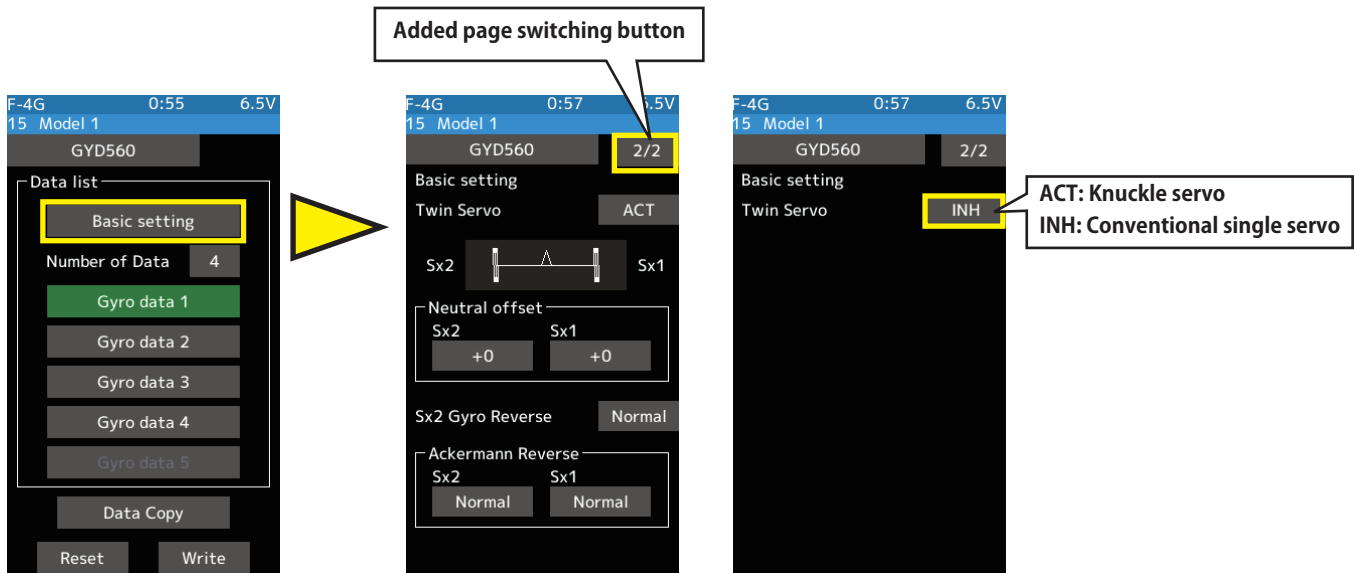 Added page switching button
F-4G 0:55 6.5V
15 Model 1
GYD560
Data list
Basic setting
Number of Data 4
Gyro data 1
Gyro data 2
Gyro data 3
Gyro data 4
Gyro data 5
Data Copy
Reset Write
F-4G 0:57 .5V
15 Model 1
GYD560 2/2
Basic setting
Twin Servo ACT
Sx2 Sx1
Neutral offset
Sx2 Sx1
+0 +0
Sx2 Gyro Reverse Normal
Ackermann Reverse
Sx2 Sx1
Normal Normal
F-4G 0:57 6.5V
15 Model 1
GYD560 2/2
Basic setting
Twin Servo INH
ACT: Knuckle servo
INH: Conventional single servo